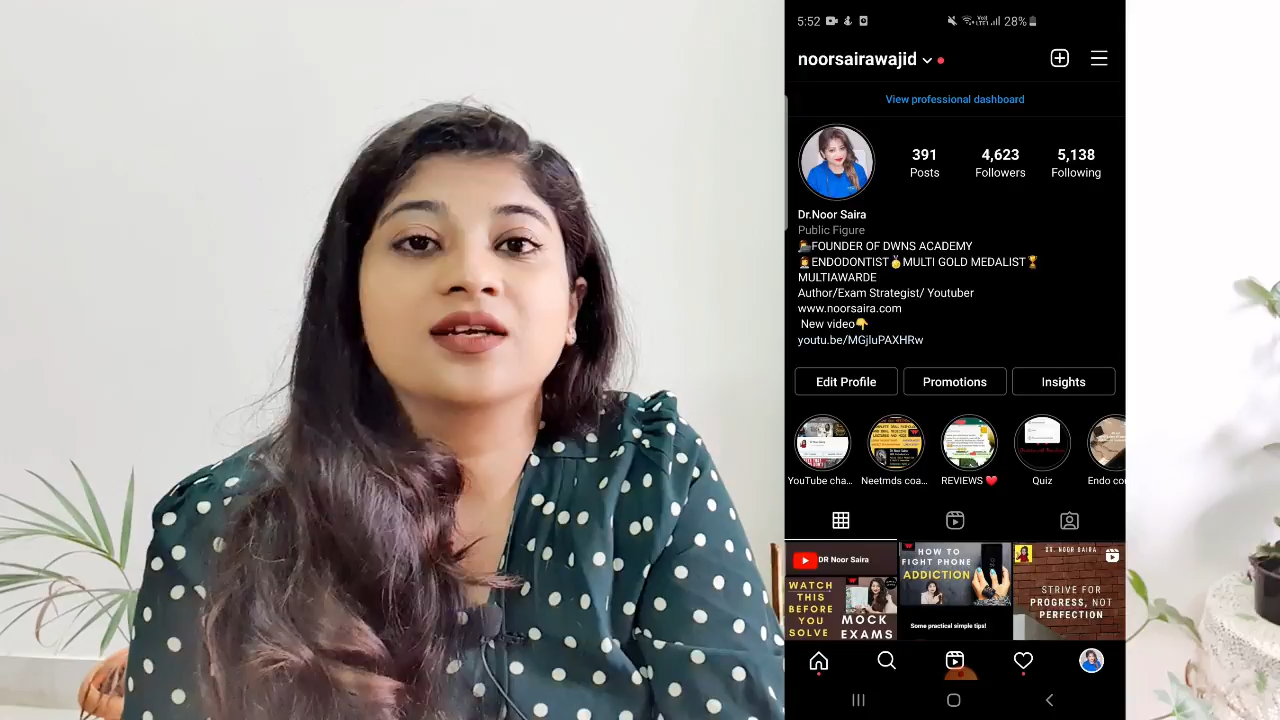 5:52
28%
noorsairawajid
View professional dashboard
391
Posts
4,623
Followers
5,138
Following
Dr.Noor Saira
Public Figure
FOUNDER OF DWNS ACADEMY
ENDODONTIST🥇MULTI GOLD MEDALIST🏆
MULTIAWARDE
Author/Exam Strategist/ Youtuber
www.noorsaira.com
New video👇
youtu.be/MGjluPAXHRw
Edit Profile
Promotions
Insights
YouTube cha...
Neetmds coa...
REVIEWS ❤️
Quiz
Endo co
DR Noor Saira
WATCH
THIS
BEFORE
YOU
SOLVE
MOCK
EXAMS
HOW TO
FIGHT PHONE
ADDICTION
Some practical simple tips!
DR. NOOR SAIRA
STRIVE FOR
PROGRESS, NOT
PERFECTION